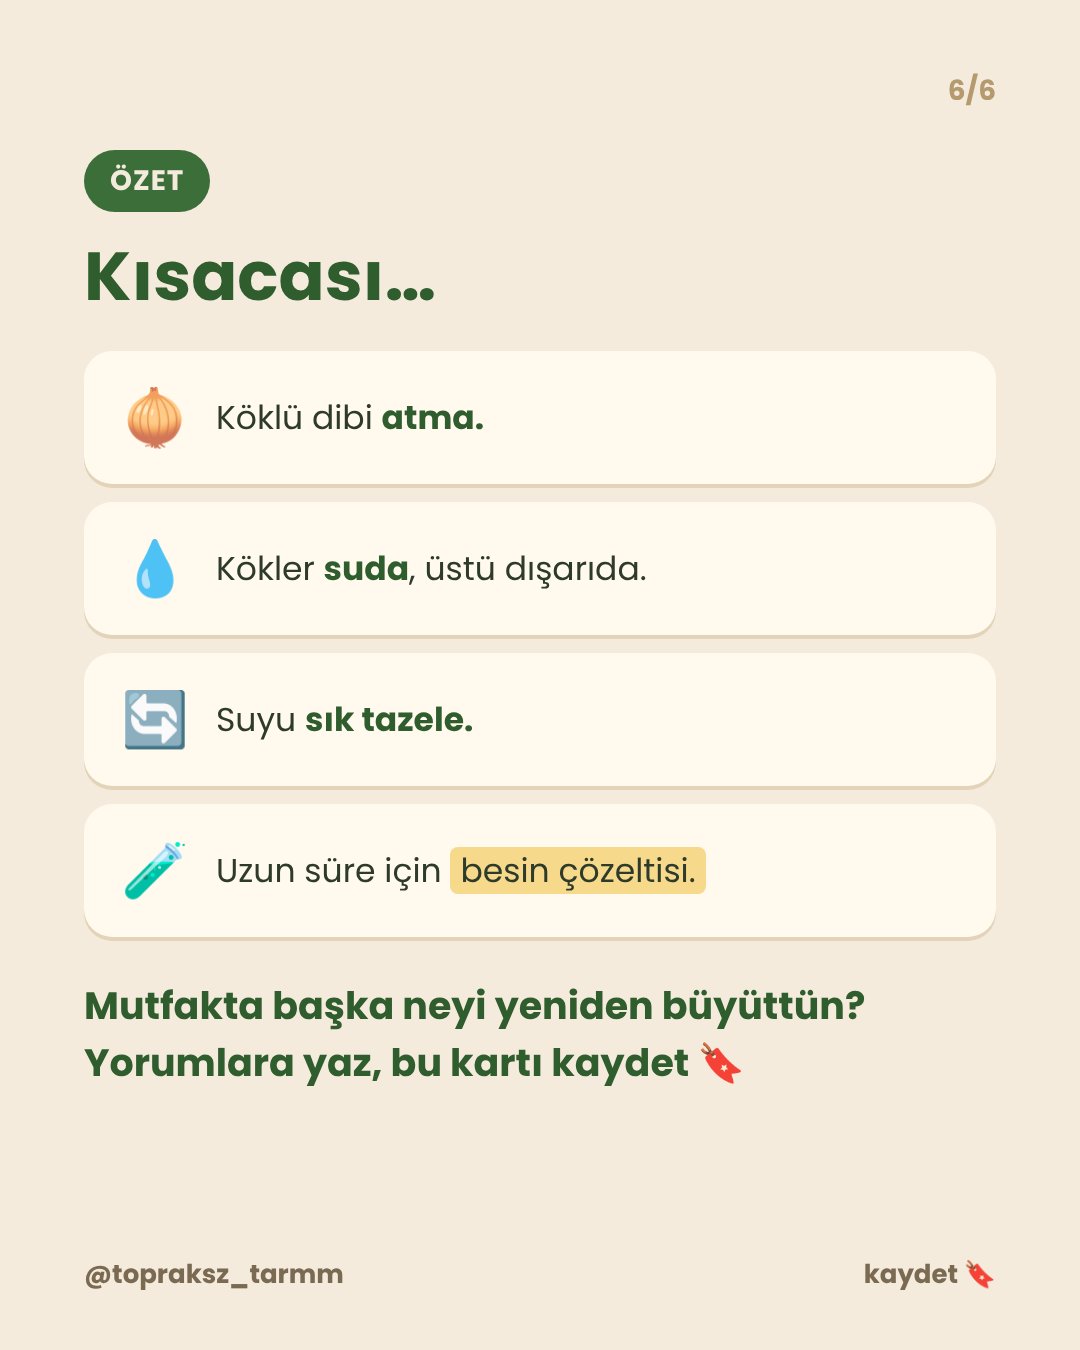 6/6
ÖZET
Kısacası...
Köklü dibi atma.
Kökler suda, üstü dışarıda.
Suyu sık tazele.
Uzun süre için besin çözeltisi.
Mutfakta başka neyi yeniden büyüttün?
Yorumlara yaz, bu kartı kaydet
@topraksz_tarmm
kaydet